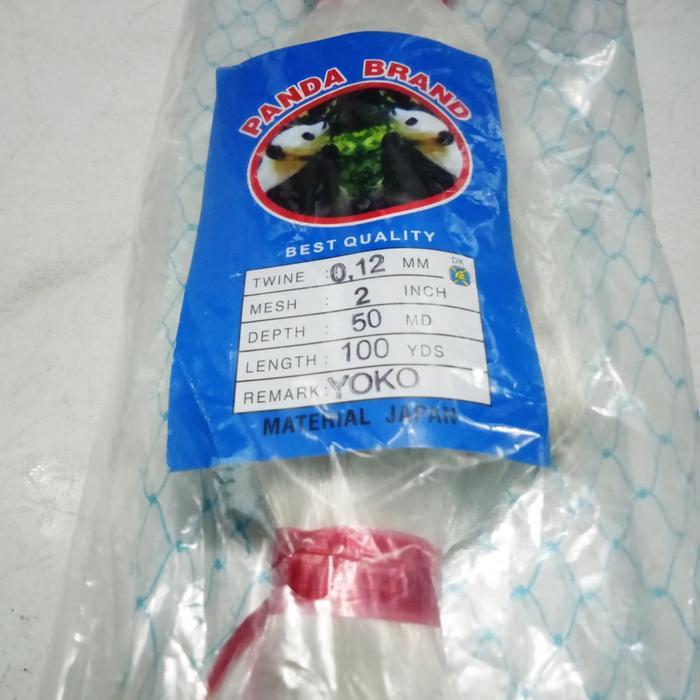 PANDA BRAND
BEST QUALITY
DK
TWINE : 0,12 MM
MESH : 2 INCH
DEPTH : 50 MD
LENGTH : 100 YDS
REMARK: YOKO
MATERIAL JAPAN